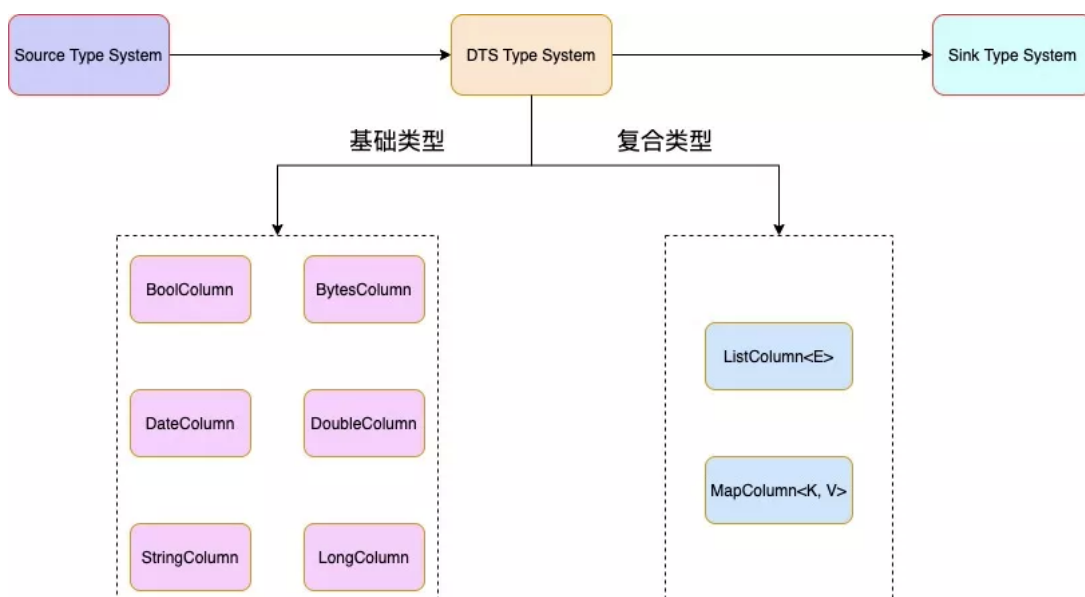 Source Type System
DTS Type System
Sink Type System
基础类型
复合类型
BoolColumn
BytesColumn
DateColumn
DoubleColumn
StringColumn
LongColumn
ListColumn<E>
MapColumn<K, V>